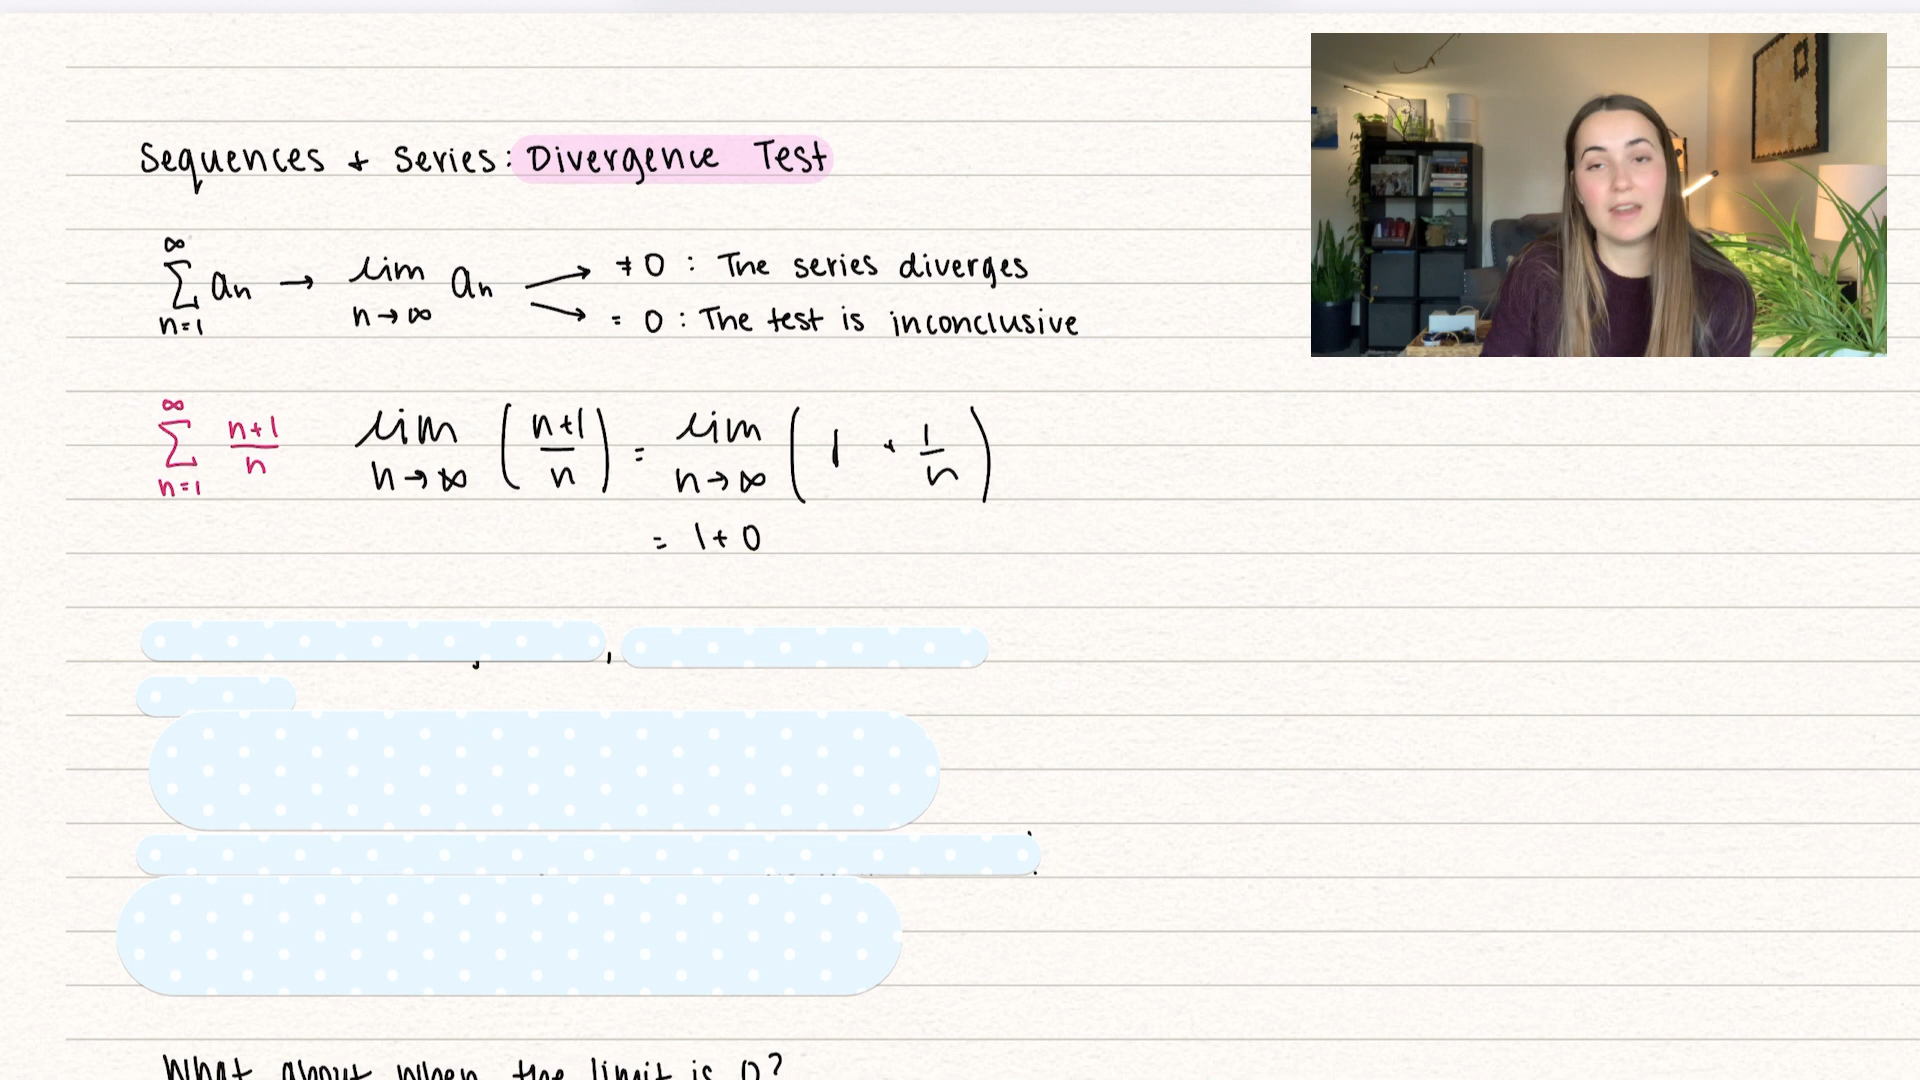 Sequences + Series: Divergence Test
∞
∑ an → lim an ≠ 0 : The series diverges
n=1 n→∞ = 0 : The test is inconclusive
∞
∑ n+1/n lim (n+1/n) = lim (1 + 1/n)
n=1 n→∞ n→∞
= 1+0
What about when the limit is 0?